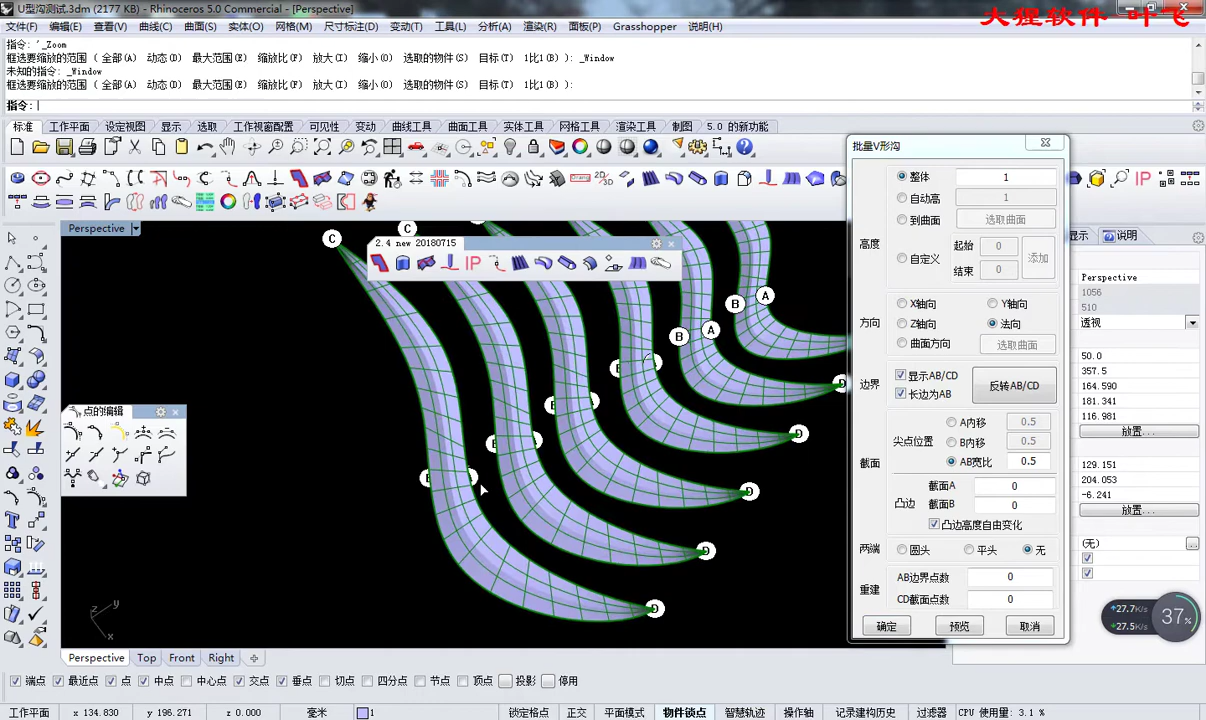 U型沟测试.3dm (2177 KB) - Rhinoceros 5.0 Commercial - [Perspective]
大猩软件-叶飞
文件(F) 编辑(E) 查看(V) 曲线(C) 曲面(S) 实体(O) 网格(M) 尺寸标注(D) 变动(T) 工具(L) 分析(A) 渲染(R) 面板(P) Grasshopper 说明(H)
指令: '_Zoom
框选要缩放的范围 ( 全部(A) 动态(D) 最大范围(E) 缩放比(F) 放大(I) 缩小(O) 选取的物件(S) 目标(T) 1比1(B) ): _Window
未知的指令: _Window
框选要缩放的范围 ( 全部(A) 动态(D) 最大范围(E) 缩放比(F) 放大(I) 缩小(O) 选取的物件(S) 目标(T) 1比1(B) ):
指令:
标准 工作平面 设定视图 显示 选取 工作视窗配置 可见性 变动 曲线工具 曲面工具 实体工具 网格工具 渲染工具 制图 5.0 的新功能
2D/3D
IP
Perspective
2.4 new 20180715
IP
C
C
B A
B A
D
D
D
D
D
点的编辑
z y x
批量V形沟
高度
整体 1
自动高 1
到曲面 选取曲面
自定义 起始 0 结束 0 添加
方向
X轴向 Y轴向
Z轴向 法向
曲面方向 选取曲面
边界
显示AB/CD
长边为AB
反转AB/CD
截面
尖点位置
A内移 0.5
B内移 0.5
AB宽比 0.5
凸边
截面A 0
截面B 0
凸边高度自由变化
两端 圆头 平头 无
重建
AB边界点数 0
CD截面点数 0
确定 预览 取消
显示 说明
Perspective
1056
510
透视
50.0
357.5
164.590
181.341
116.981
放置...
129.151
204.053
-6.241
放置...
(无)
27.7K/s
27.5K/s
37%
Perspective Top Front Right
端点 最近点 点 中点 中心点 交点 垂点 切点 四分点 节点 顶点 投影 停用
工作平面 x 134.830 y 196.271 z 0.000 毫米 1 锁定格点 正交 平面模式 物件锁点 智慧轨迹 操作轴 记录建构历史 过滤器 CPU 使用量: 3.1 %